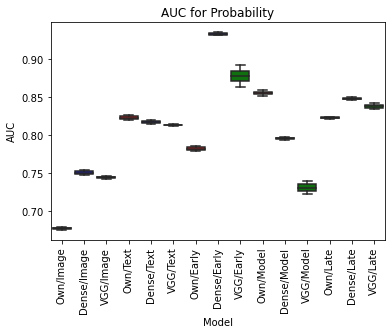 AUC for Probability
AUC
0.90
0.85
0.80
0.75
0.70
Own/Image
Dense/Image
VGG/Image
Own/Text
Dense/Text
VGG/Text
Own/Early
Dense/Early
VGG/Early
Own/Model
Dense/Model
VGG/Model
Own/Late
Dense/Late
VGG/Late
Model